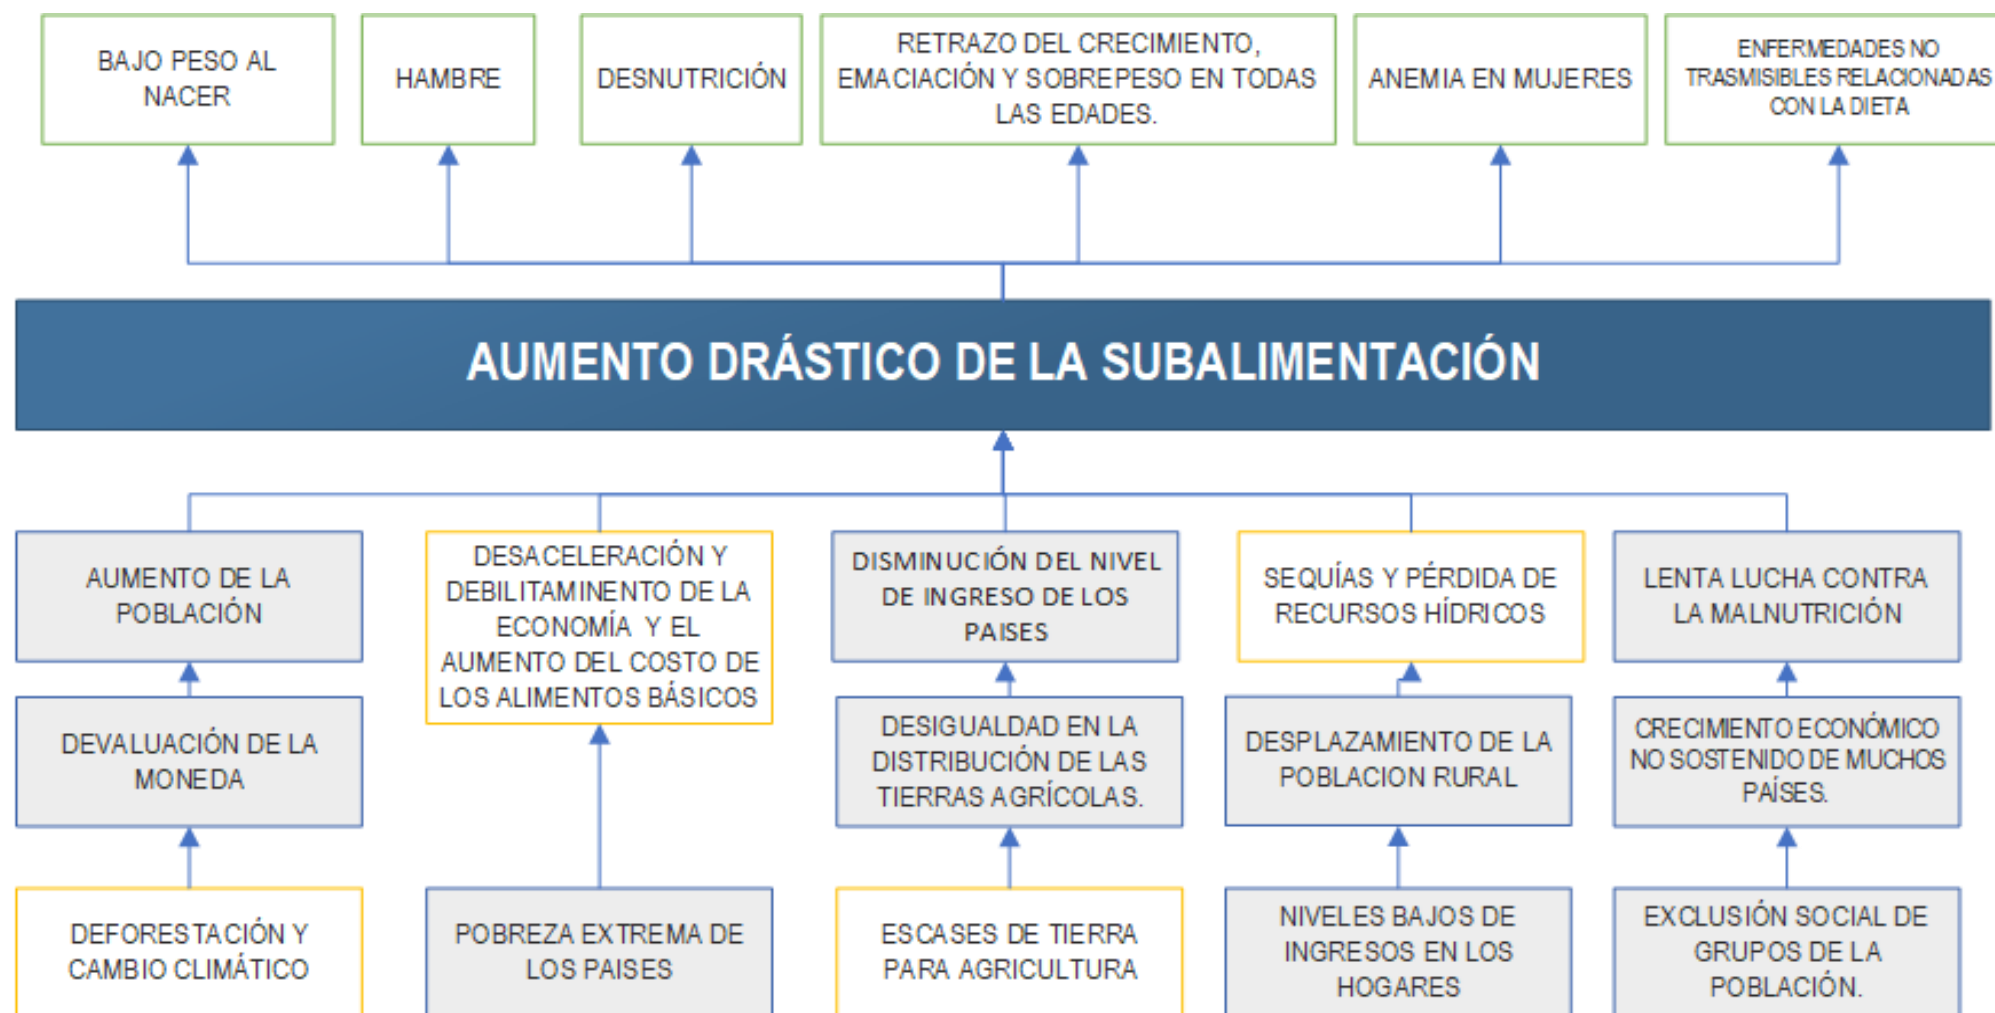 BAJO PESO AL
NACER
HAMBRE
DESNUTRICIÓN
RETRAZO DEL CRECIMIENTO,
EMACIACIÓN Y SOBREPESO EN TODAS
LAS EDADES.
ANEMIA EN MUJERES
ENFERMEDADES NO
TRASMISIBLES RELACIONADAS
CON LA DIETA
AUMENTO DRÁSTICO DE LA SUBALIMENTACIÓN
AUMENTO DE LA
POBLACIÓN
DESACELERACIÓN Y
DEBILITAMINENTO DE LA
ECONOMÍA Y EL
AUMENTO DEL COSTO DE
LOS ALIMENTOS BÁSICOS
DISMINUCIÓN DEL NIVEL
DE INGRESO DE LOS
PAISES
SEQUÍAS Y PÉRDIDA DE
RECURSOS HÍDRICOS
LENTA LUCHA CONTRA
LA MALNUTRICIÓN
DEVALUACIÓN DE LA
MONEDA
DESIGUALDAD EN LA
DISTRIBUCIÓN DE LAS
TIERRAS AGRÍCOLAS.
DESPLAZAMIENTO DE LA
POBLACION RURAL
CRECIMIENTO ECONÓMICO
NO SOSTENIDO DE MUCHOS
PAÍSES.
DEFORESTACIÓN Y
CAMBIO CLIMÁTICO
POBREZA EXTREMA DE
LOS PAISES
ESCASES DE TIERRA
PARA AGRICULTURA
NIVELES BAJOS DE
INGRESOS EN LOS
HOGARES
EXCLUSIÓN SOCIAL DE
GRUPOS DE LA
POBLACIÓN.